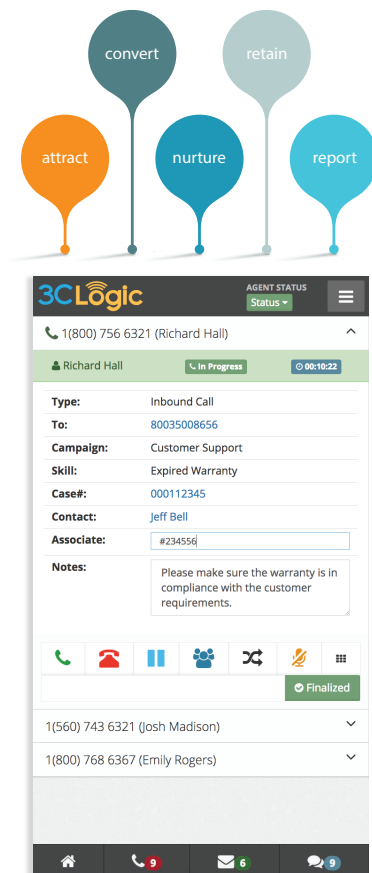 convert
retain
attract
nurture
report
3CLogic
AGENT STATUS
Status
1(800) 756 6321 (Richard Hall)
Richard Hall
In Progress
00:10:22
Type: Inbound Call
To: 80035008656
Campaign: Customer Support
Skill: Expired Warranty
Case#: 000112345
Contact: Jeff Bell
Associate: #234556
Notes: Please make sure the warranty is in
compliance with the customer
requirements.
Finalized
1(560) 743 6321 (Josh Madison)
1(800) 768 6367 (Emily Rogers)
9
6
9